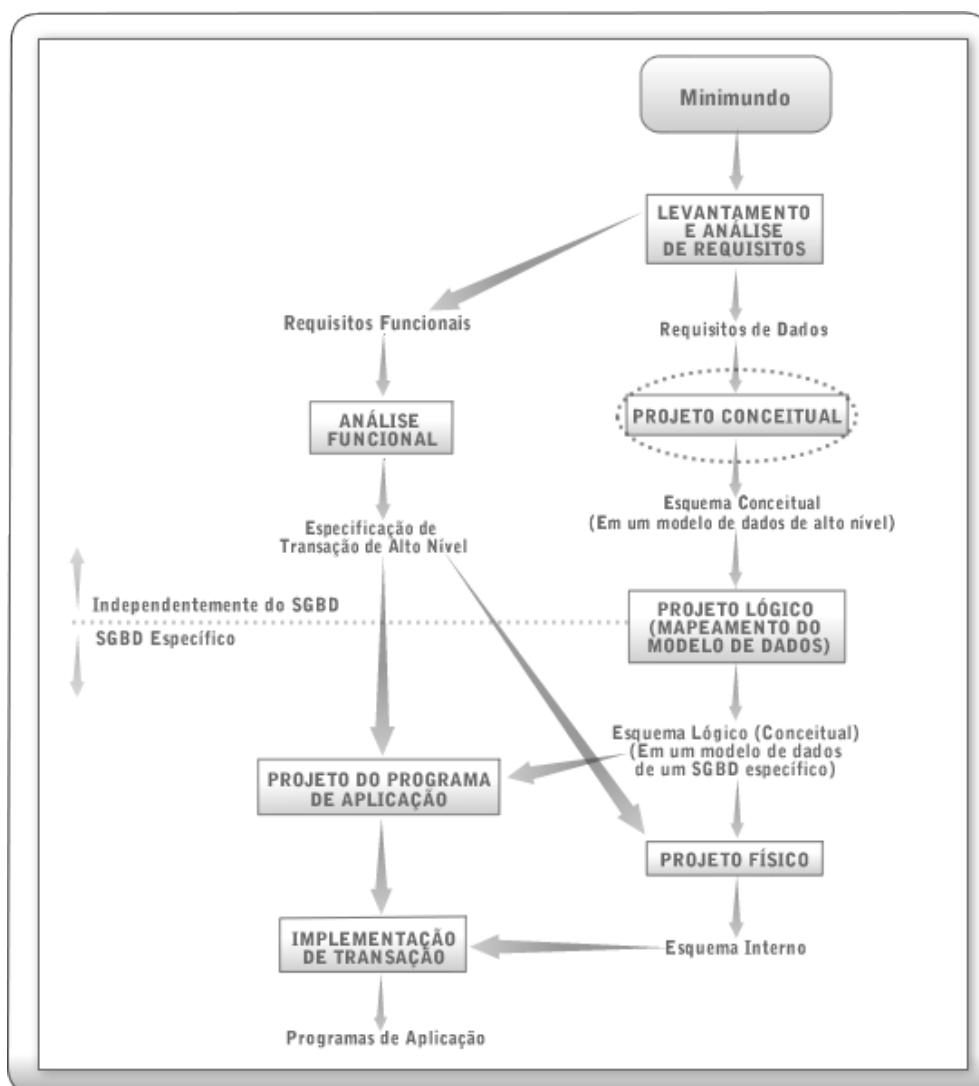 Minimundo
LEVANTAMENTO
E ANÁLISE
DE REQUISITOS
Requisitos Funcionais
Requisitos de Dados
ANÁLISE
FUNCIONAL
PROJETO CONCEITUAL
Especificação de
Transação de Alto Nível
Esquema Conceitual
(Em um modelo de dados de alto nível)
Independentemente do SGBD
SGBD Específico
PROJETO LÓGICO
(MAPEAMENTO DO
MODELO DE DADOS)
Esquema Lógico (Conceitual)
(Em um modelo de dados
de um SGBD específico)
PROJETO DO PROGRAMA
DE APLICAÇÃO
PROJETO FÍSICO
IMPLEMENTAÇÃO
DE TRANSAÇÃO
Esquema Interno
Programas de Aplicação